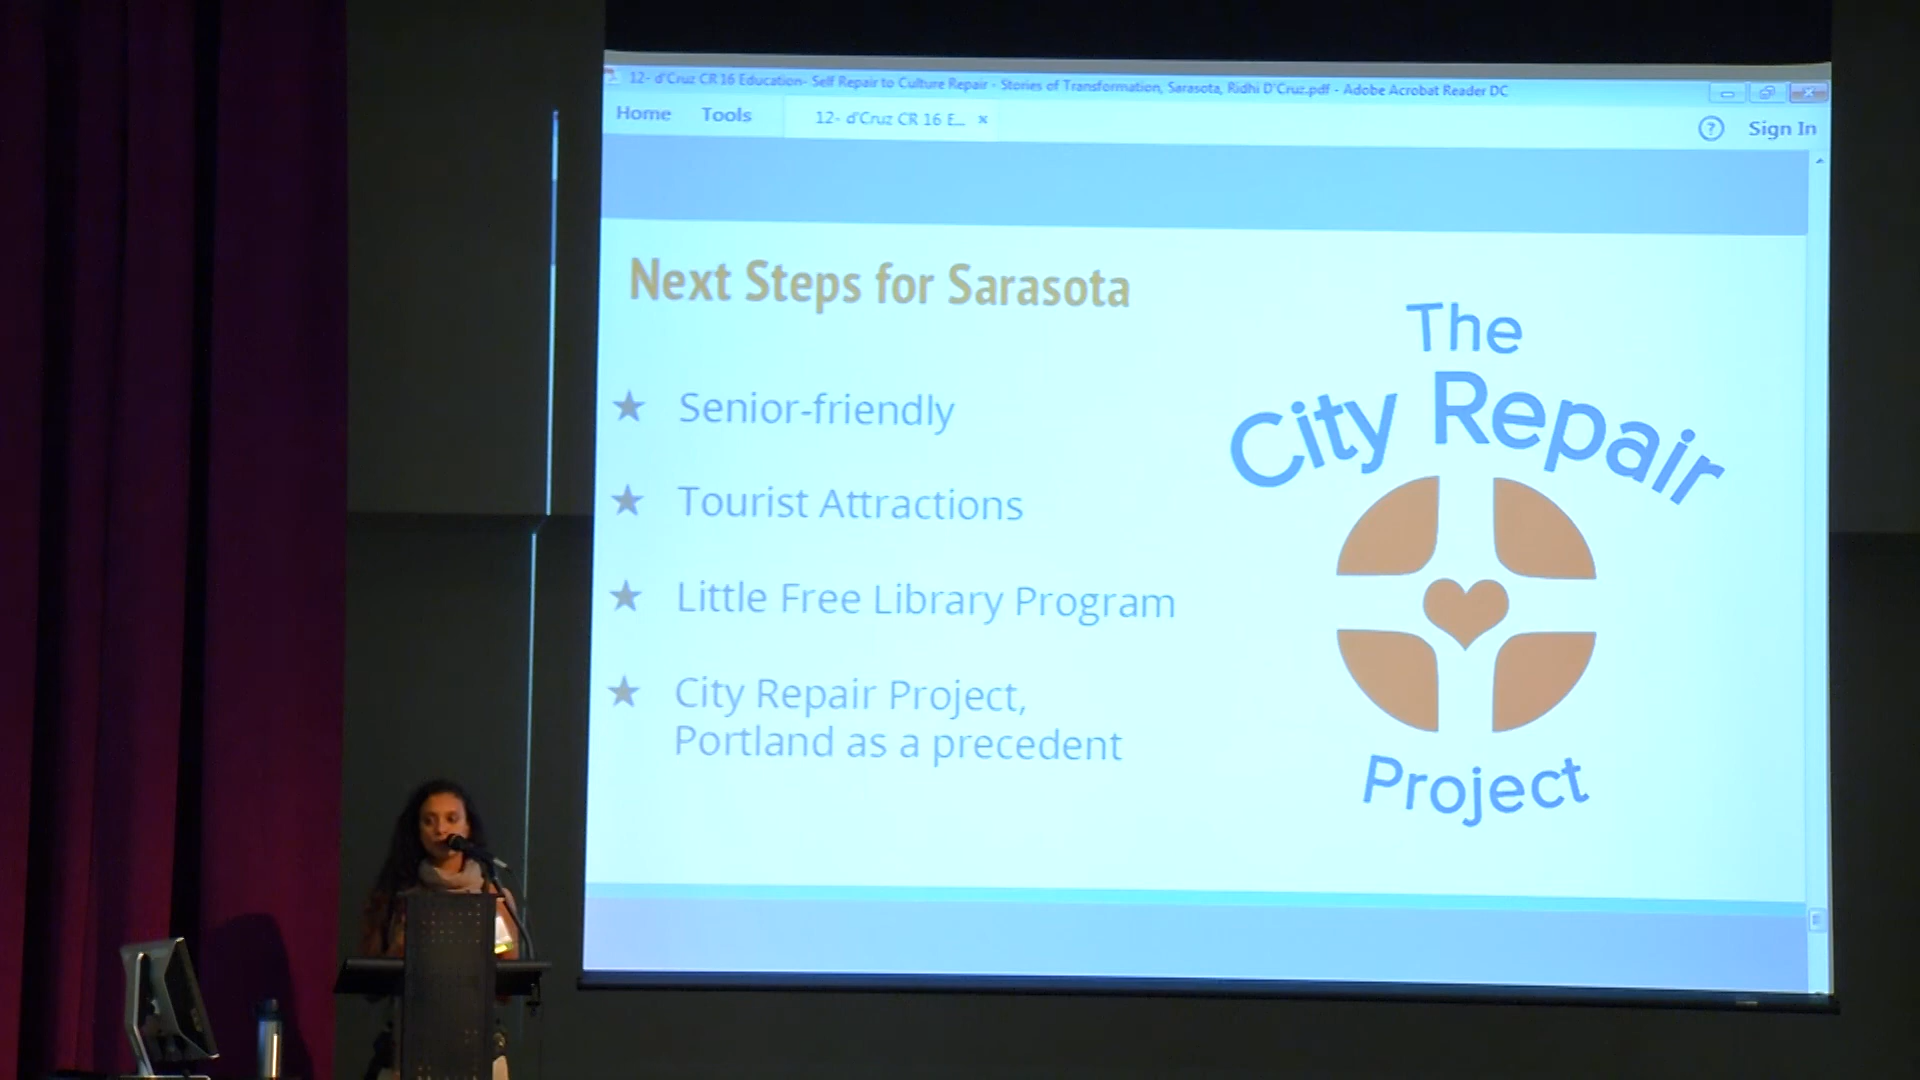 12- d'Cruz CR 16 Education- Self Repair to Culture Repair - Stories of Transformation, Sarasota, Ridhi D'Cruz.pdf - Adobe Acrobat Reader DC
Home Tools 12- d'Cruz CR 16 E... × ? Sign In
Next Steps for Sarasota
★ Senior-friendly
★ Tourist Attractions
★ Little Free Library Program
★ City Repair Project,
Portland as a precedent
The
City Repair
Project